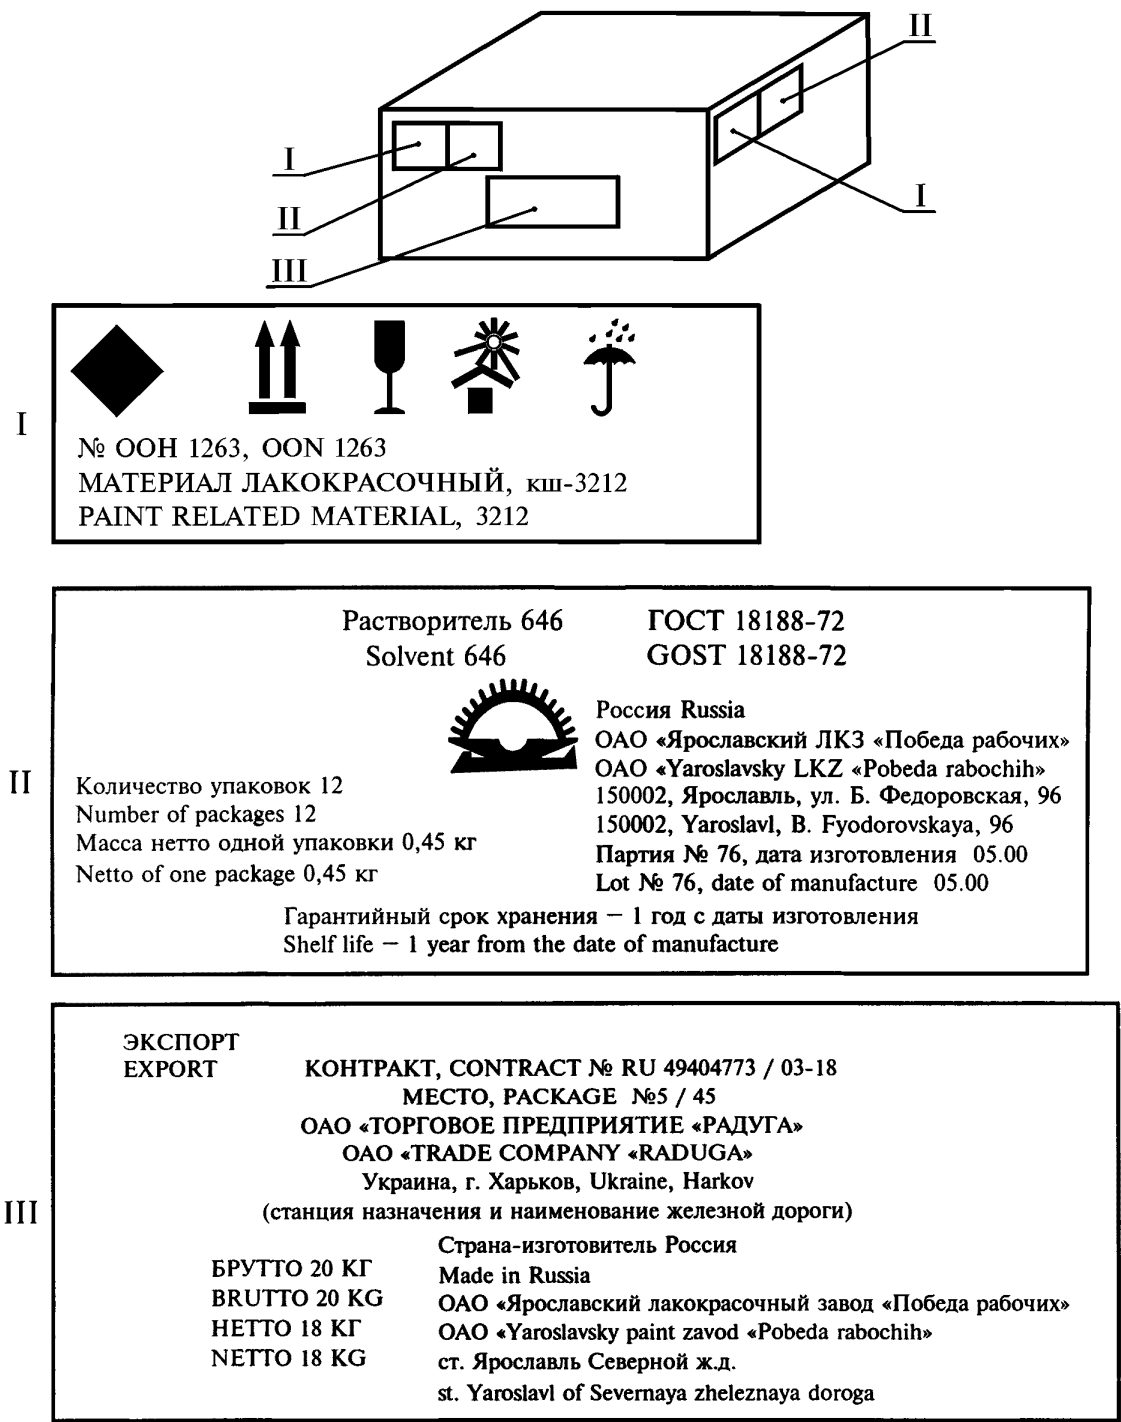 II
I
II
I
III
I
№ ООН 1263, OON 1263
МАТЕРИАЛ ЛАКОКРАСОЧНЫЙ, кш-3212
PAINT RELATED MATERIAL, 3212
II
Растворитель 646 ГОСТ 18188-72
Solvent 646 GOST 18188-72
Россия Russia
ОАО «Ярославский ЛКЗ «Победа рабочих»
ОАО «Yaroslavsky LKZ «Pobeda rabochih»
150002, Ярославль, ул. Б. Федоровская, 96
150002, Yaroslavl, B. Fyodorovskaya, 96
Партия № 76, дата изготовления 05.00
Lot № 76, date of manufacture 05.00
Количество упаковок 12
Number of packages 12
Масса нетто одной упаковки 0,45 кг
Netto of one package 0,45 кг
Гарантийный срок хранения — 1 год с даты изготовления
Shelf life — 1 year from the date of manufacture
III
ЭКСПОРТ
EXPORT КОНТРАКТ, CONTRACT № RU 49404773 / 03-18
МЕСТО, PACKAGE №5 / 45
ОАО «ТОРГОВОЕ ПРЕДПРИЯТИЕ «РАДУГА»
ОАО «TRADE COMPANY «RADUGA»
Украина, г. Харьков, Ukraine, Harkov
(станция назначения и наименование железной дороги)
БРУТТО 20 КГ
BRUTTO 20 KG
НЕТТО 18 КГ
NETTO 18 KG
Страна-изготовитель Россия
Made in Russia
ОАО «Ярославский лакокрасочный завод «Победа рабочих»
ОАО «Yaroslavsky paint zavod «Pobeda rabochih»
ст. Ярославль Северной ж.д.
st. Yaroslavl of Severnaya zheleznaya doroga